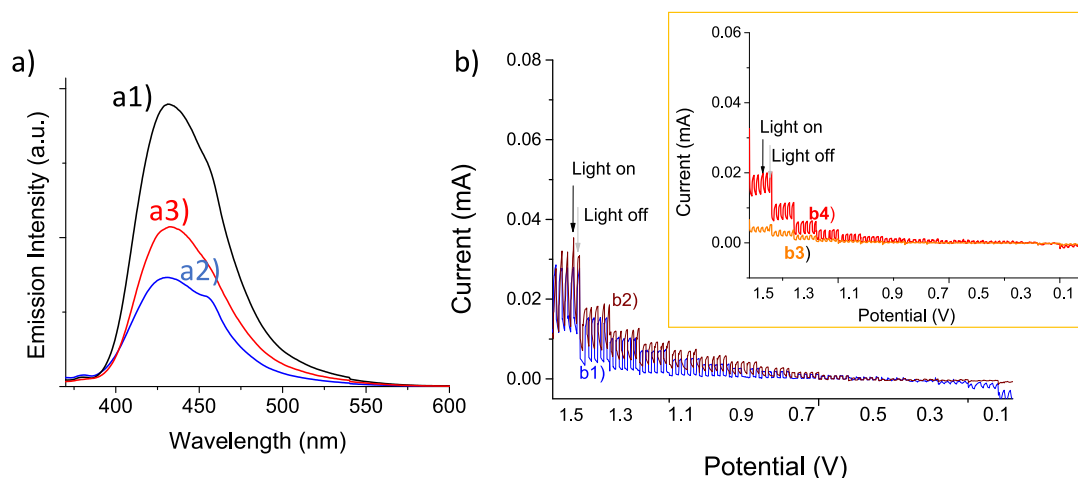 a)
a1)
a3)
a2)
Emission Intensity (a.u.)
400
450
500
550
600
Wavelength (nm)
b)
0.08
0.06
0.04
0.02
0.00
Current (mA)
Light on
Light off
b2)
b1)
1.5
1.3
1.1
0.9
0.7
0.5
0.3
0.1
Potential (V)
0.06
0.04
0.02
0.00
Current (mA)
Light on
Light off
b4)
b3)
1.5
1.3
1.1
0.9
0.7
0.5
0.3
0.1
Potential (V)